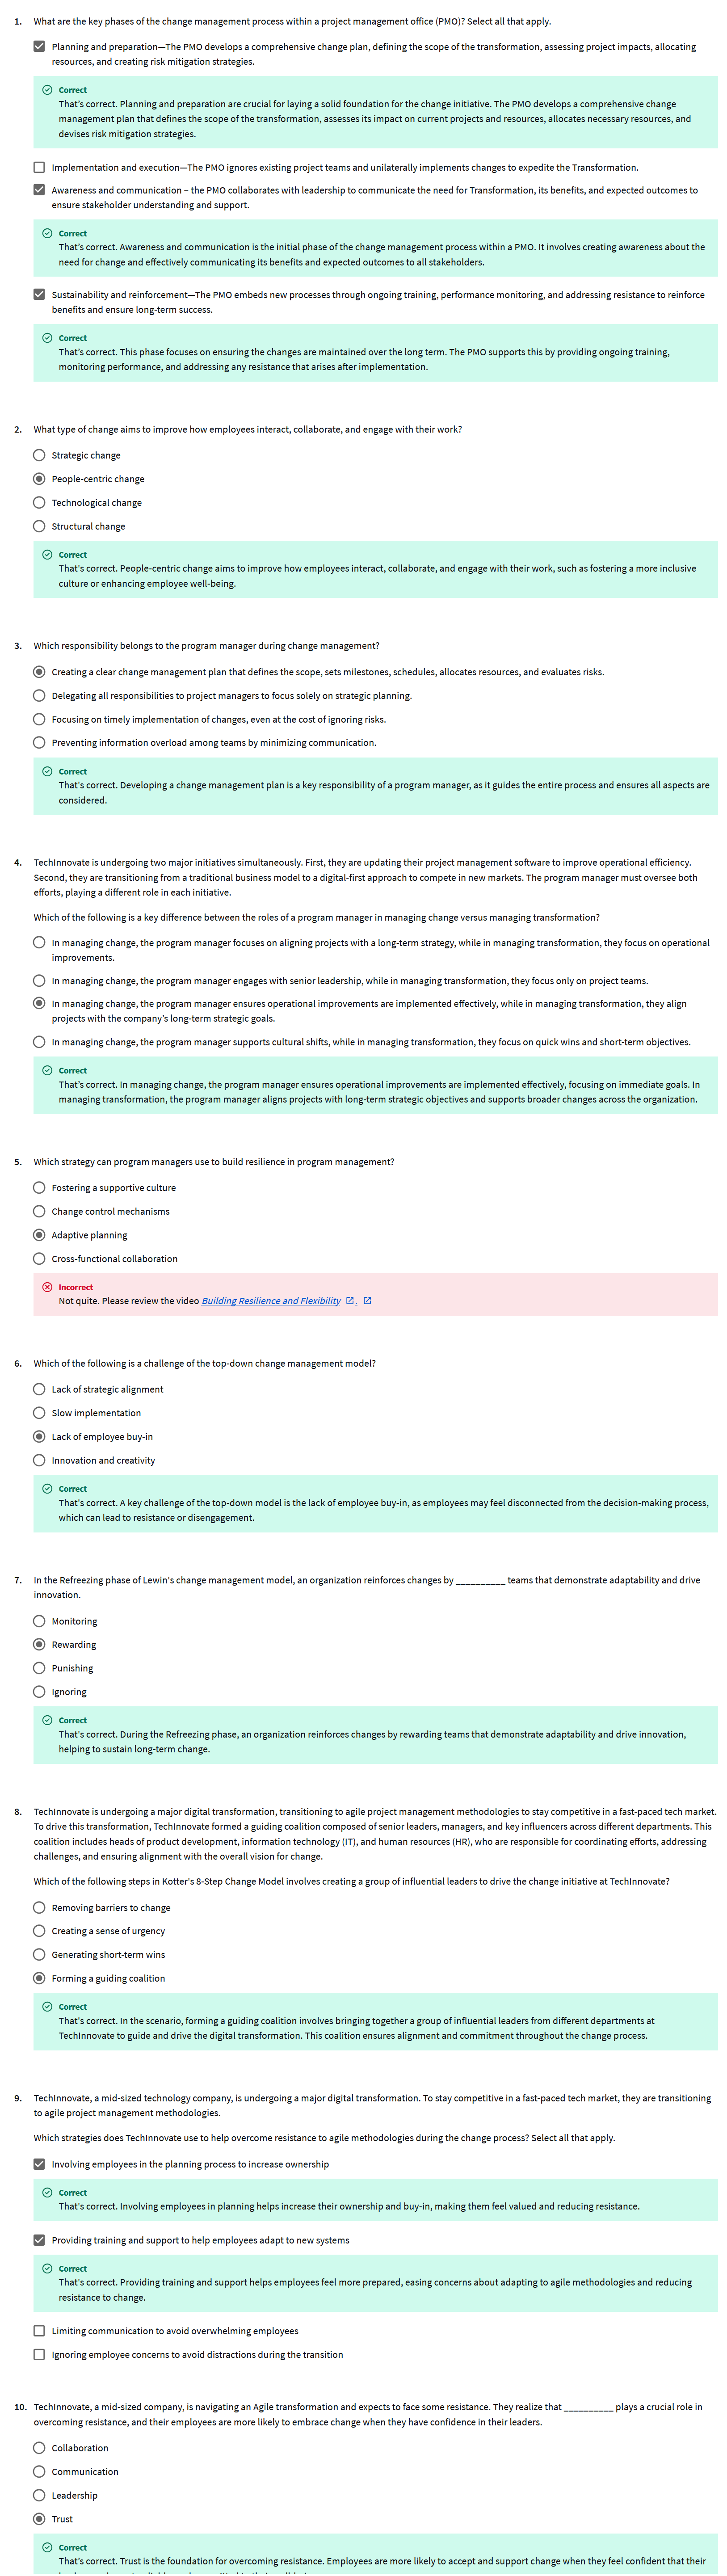 1. What are the key phases of the change management process within a project management office (PMO)? Select all that apply.
Planning and preparation—The PMO develops a comprehensive change plan, defining the scope of the transformation, assessing project impacts, allocating
resources, and creating risk mitigation strategies.
Correct
That's correct. Planning and preparation are crucial for laying a solid foundation for the change initiative. The PMO develops a comprehensive change
management plan that defines the scope of the transformation, assesses its impact on current projects and resources, allocates necessary resources, and
devises risk mitigation strategies.
Implementation and execution—The PMO ignores existing project teams and unilaterally implements changes to expedite the Transformation.
Awareness and communication – the PMO collaborates with leadership to communicate the need for Transformation, its benefits, and expected outcomes to
ensure stakeholder understanding and support.
Correct
That's correct. Awareness and communication is the initial phase of the change management process within a PMO. It involves creating awareness about the
need for change and effectively communicating its benefits and expected outcomes to all stakeholders.
Sustainability and reinforcement—The PMO embeds new processes through ongoing training, performance monitoring, and addressing resistance to reinforce
benefits and ensure long-term success.
Correct
That's correct. This phase focuses on ensuring the changes are maintained over the long term. The PMO supports this by providing ongoing training,
monitoring performance, and addressing any resistance that arises after implementation.
2. What type of change aims to improve how employees interact, collaborate, and engage with their work?
Strategic change
People-centric change
Technological change
Structural change
Correct
That's correct. People-centric change aims to improve how employees interact, collaborate, and engage with their work, such as fostering a more inclusive
culture or enhancing employee well-being.
3. Which responsibility belongs to the program manager during change management?
Creating a clear change management plan that defines the scope, sets milestones, schedules, allocates resources, and evaluates risks.
Delegating all responsibilities to project managers to focus solely on strategic planning.
Focusing on timely implementation of changes, even at the cost of ignoring risks.
Preventing information overload among teams by minimizing communication.
Correct
That's correct. Developing a change management plan is a key responsibility of a program manager, as it guides the entire process and ensures all aspects are
considered.
4. TechInnovate is undergoing two major initiatives simultaneously. First, they are updating their project management software to improve operational efficiency.
Second, they are transitioning from a traditional business model to a digital-first approach to compete in new markets. The program manager must oversee both
efforts, playing a different role in each initiative.
Which of the following is a key difference between the roles of a program manager in managing change versus managing transformation?
In managing change, the program manager focuses on aligning projects with a long-term strategy, while in managing transformation, they focus on operational
improvements.
In managing change, the program manager engages with senior leadership, while in managing transformation, they focus only on project teams.
In managing change, the program manager ensures operational improvements are implemented effectively, while in managing transformation, they align
projects with the company's long-term strategic goals.
In managing change, the program manager supports cultural shifts, while in managing transformation, they focus on quick wins and short-term objectives.
Correct
That's correct. In managing change, the program manager ensures operational improvements are implemented effectively, focusing on immediate goals. In
managing transformation, the program manager aligns projects with long-term strategic objectives and supports broader changes across the organization.
5. Which strategy can program managers use to build resilience in program management?
Fostering a supportive culture
Change control mechanisms
Adaptive planning
Cross-functional collaboration
Incorrect
Not quite. Please review the video Building Resilience and Flexibility .
6. Which of the following is a challenge of the top-down change management model?
Lack of strategic alignment
Slow implementation
Lack of employee buy-in
Innovation and creativity
Correct
That's correct. A key challenge of the top-down model is the lack of employee buy-in, as employees may feel disconnected from the decision-making process,
which can lead to resistance or disengagement.
7. In the Refreezing phase of Lewin's change management model, an organization reinforces changes by __________ teams that demonstrate adaptability and drive
innovation.
Monitoring
Rewarding
Punishing
Ignoring
Correct
That's correct. During the Refreezing phase, an organization reinforces changes by rewarding teams that demonstrate adaptability and drive innovation,
helping to sustain long-term change.
8. TechInnovate is undergoing a major digital transformation, transitioning to agile project management methodologies to stay competitive in a fast-paced tech market.
To drive this transformation, TechInnovate formed a guiding coalition composed of senior leaders, managers, and key influencers across different departments. This
coalition includes heads of product development, information technology (IT), and human resources (HR), who are responsible for coordinating efforts, addressing
challenges, and ensuring alignment with the overall vision for change.
Which of the following steps in Kotter's 8-Step Change Model involves creating a group of influential leaders to drive the change initiative at TechInnovate?
Removing barriers to change
Creating a sense of urgency
Generating short-term wins
Forming a guiding coalition
Correct
That's correct. In the scenario, forming a guiding coalition involves bringing together a group of influential leaders from different departments at
TechInnovate to guide and drive the digital transformation. This coalition ensures alignment and commitment throughout the change process.
9. TechInnovate, a mid-sized technology company, is undergoing a major digital transformation. To stay competitive in a fast-paced tech market, they are transitioning
to agile project management methodologies.
Which strategies does TechInnovate use to help overcome resistance to agile methodologies during the change process? Select all that apply.
Involving employees in the planning process to increase ownership
Correct
That's correct. Involving employees in planning helps increase their ownership and buy-in, making them feel valued and reducing resistance.
Providing training and support to help employees adapt to new systems
Correct
That's correct. Providing training and support helps employees feel more prepared, easing concerns about adapting to agile methodologies and reducing
resistance to change.
Limiting communication to avoid overwhelming employees
Ignoring employee concerns to avoid distractions during the transition
10. TechInnovate, a mid-sized company, is navigating an Agile transformation and expects to face some resistance. They realize that __________ plays a crucial role in
overcoming resistance, and their employees are more likely to embrace change when they have confidence in their leaders.
Collaboration
Communication
Leadership
Trust
Correct
That's correct. Trust is the foundation for overcoming resistance. Employees are more likely to accept and support change when they feel confident that their